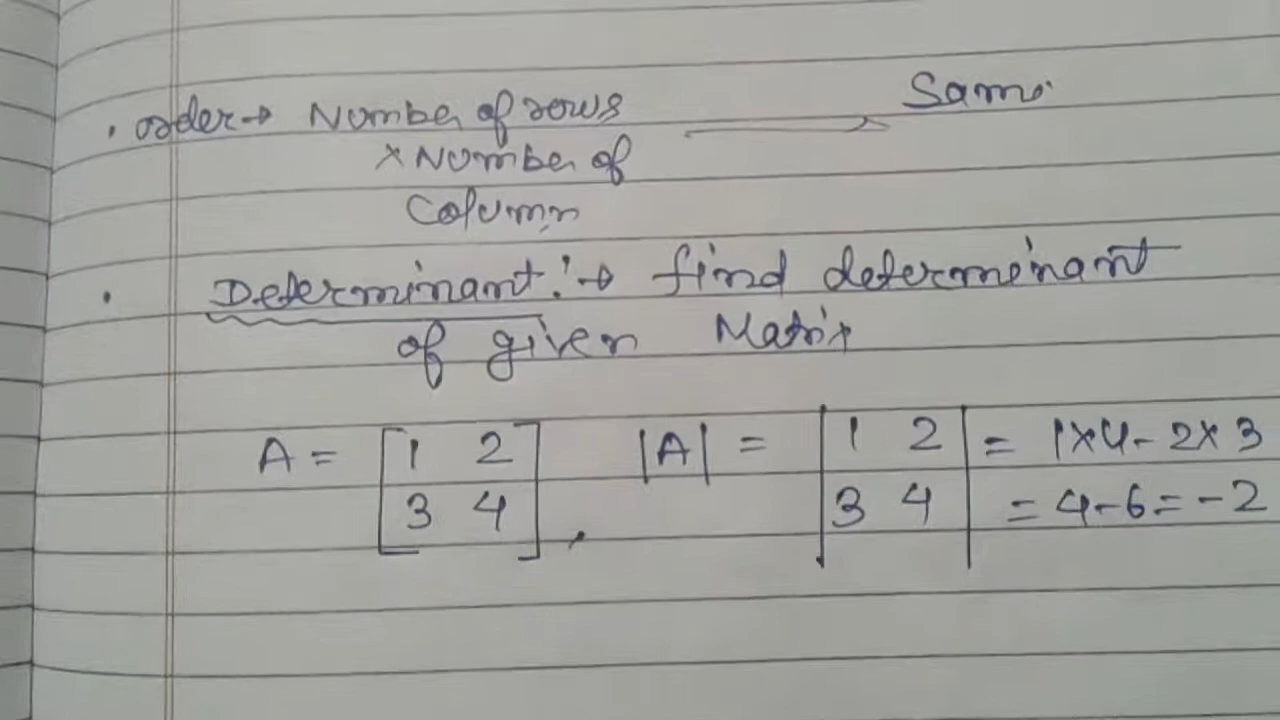 . order → Number of rows → Same
× Number of
Column
. Determinant :→ find determenant
of given Matrix
A = [1 2
3 4] , |A| = |1 2
3 4| = 1×4-2×3
= 4-6=-2